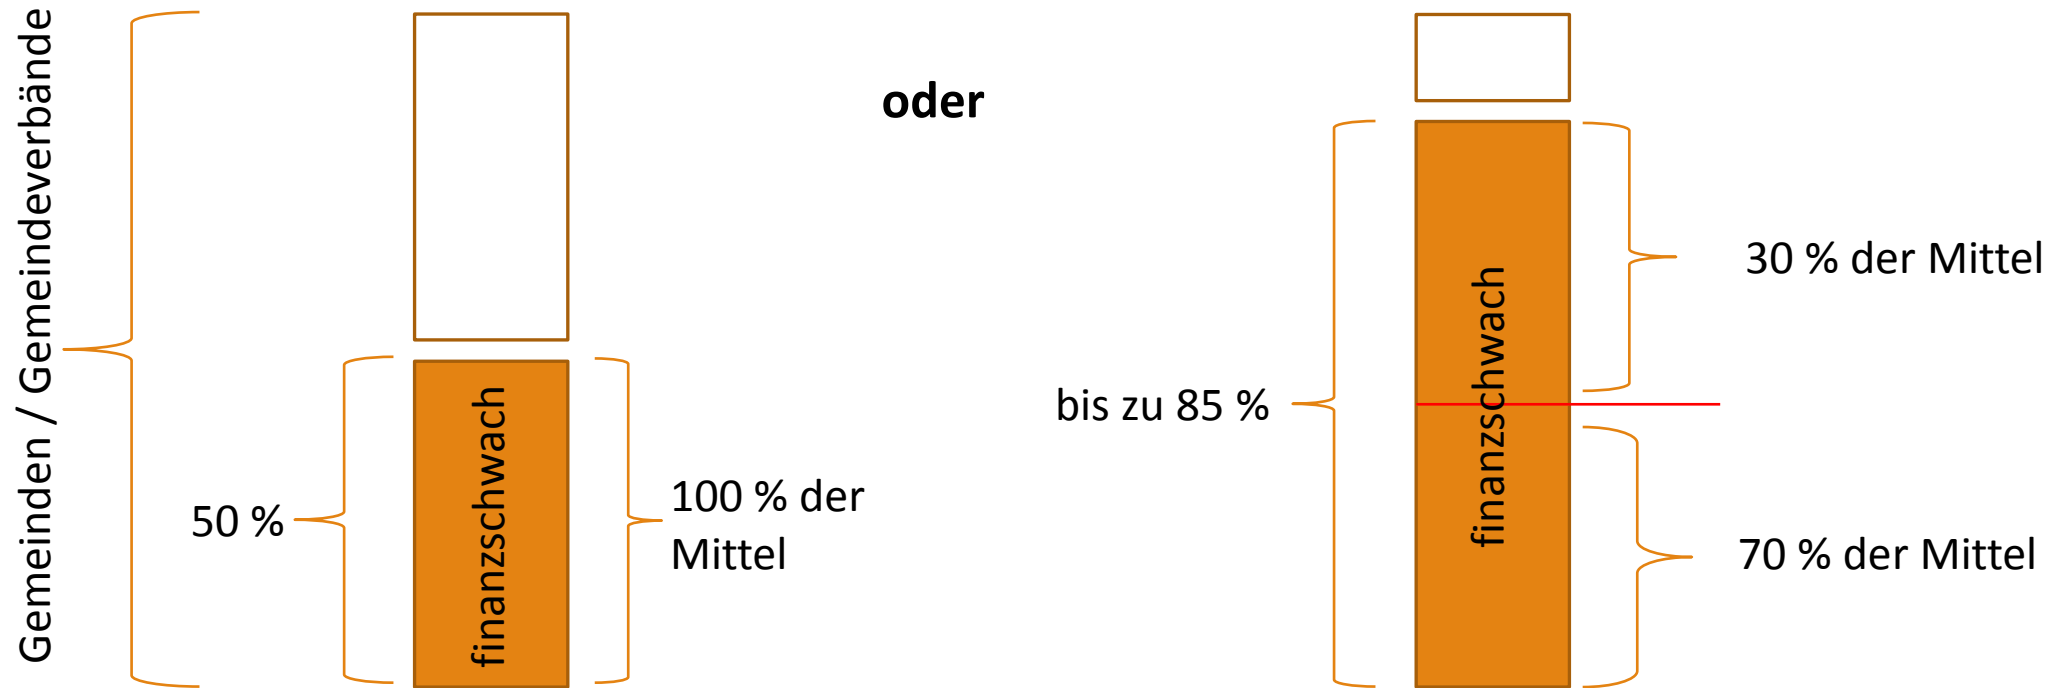 Gemeinden / Gemeindeverbände
50 %
finanzschwach
100 % der
Mittel
oder
bis zu 85 %
finanzschwach
30 % der Mittel
70 % der Mittel